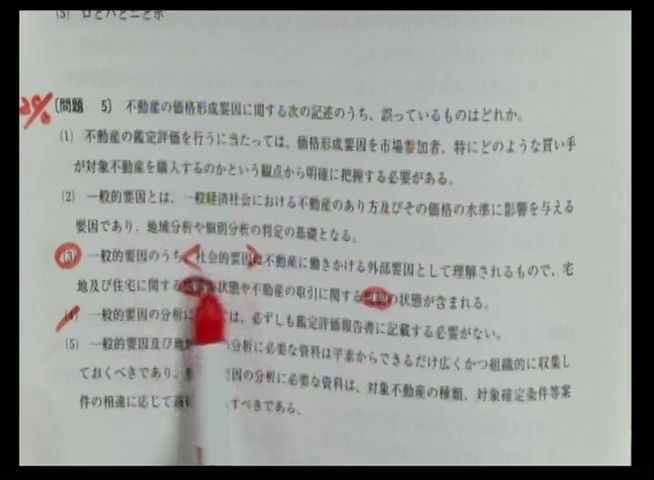 (5) ロとハとニとホ
〔問題 5〕 不動産の価格形成要因に関する次の記述のうち、誤っているものはどれか。
(1) 不動産の鑑定評価を行うに当たっては、価格形成要因を市場参加者、特にどのような買い手
が対象不動産を購入するのかという観点から明確に把握する必要がある。
(2) 一般的要因とは、一般経済社会における不動産のあり方及びその価格の水準に影響を与える
要因であり、地域分析や個別分析の判定の基礎となる。
(3) 一般的要因のうち<社会的要因>は不動産に働きかける外部要因として理解されるもので、宅
地及び住宅に関する 状態や不動産の取引に関する の状態が含まれる。
(4) 一般的要因の分析に は、必ずしも鑑定評価報告書に記載する必要がない。
(5) 一般的要因及び地 の分析に必要な資料は平素からできるだけ広くかつ組織的に収集し
ておくべきであり、 因の分析に必要な資料は、対象不動産の種類、対象確定条件等案
件の相違に応じて すべきである。